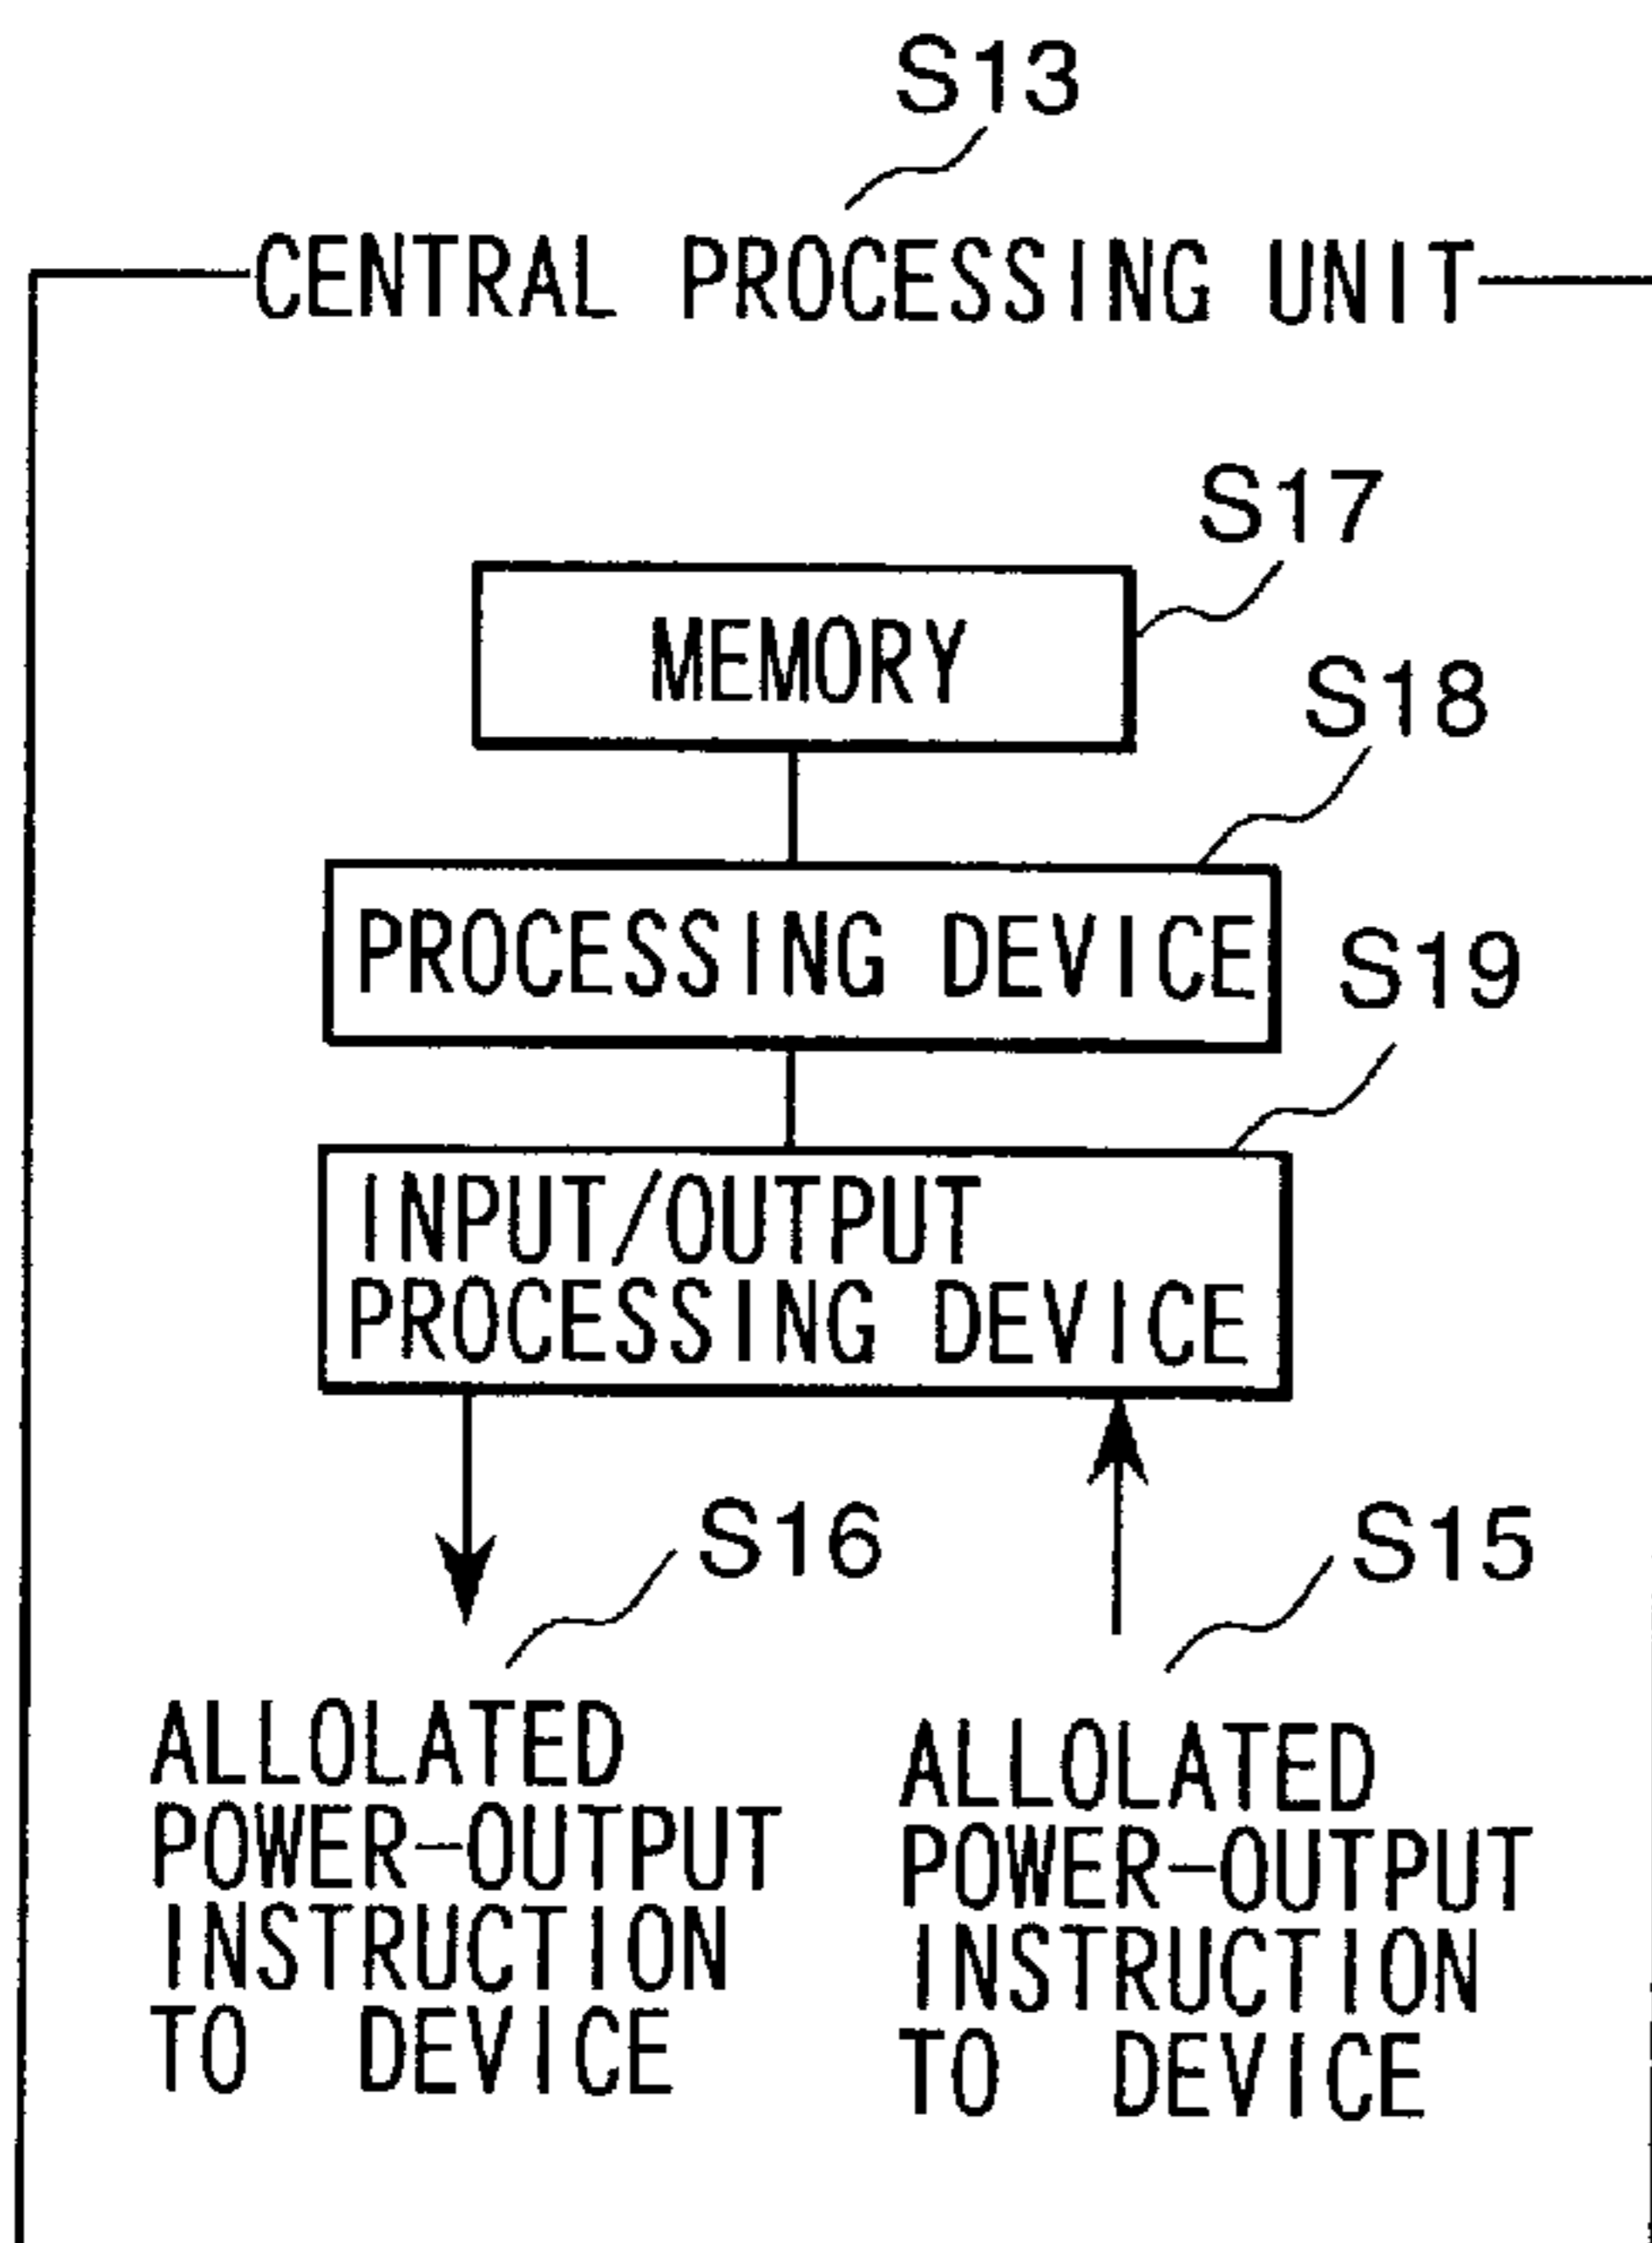 S13
CENTRAL PROCESSING UNIT
S17
MEMORY
S18
PROCESSING DEVICE
S19
INPUT/OUTPUT
PROCESSING DEVICE
S16
S15
ALLOLATED
POWER-OUTPUT
INSTRUCTION
TO DEVICE
ALLOLATED
POWER-OUTPUT
INSTRUCTION
TO DEVICE